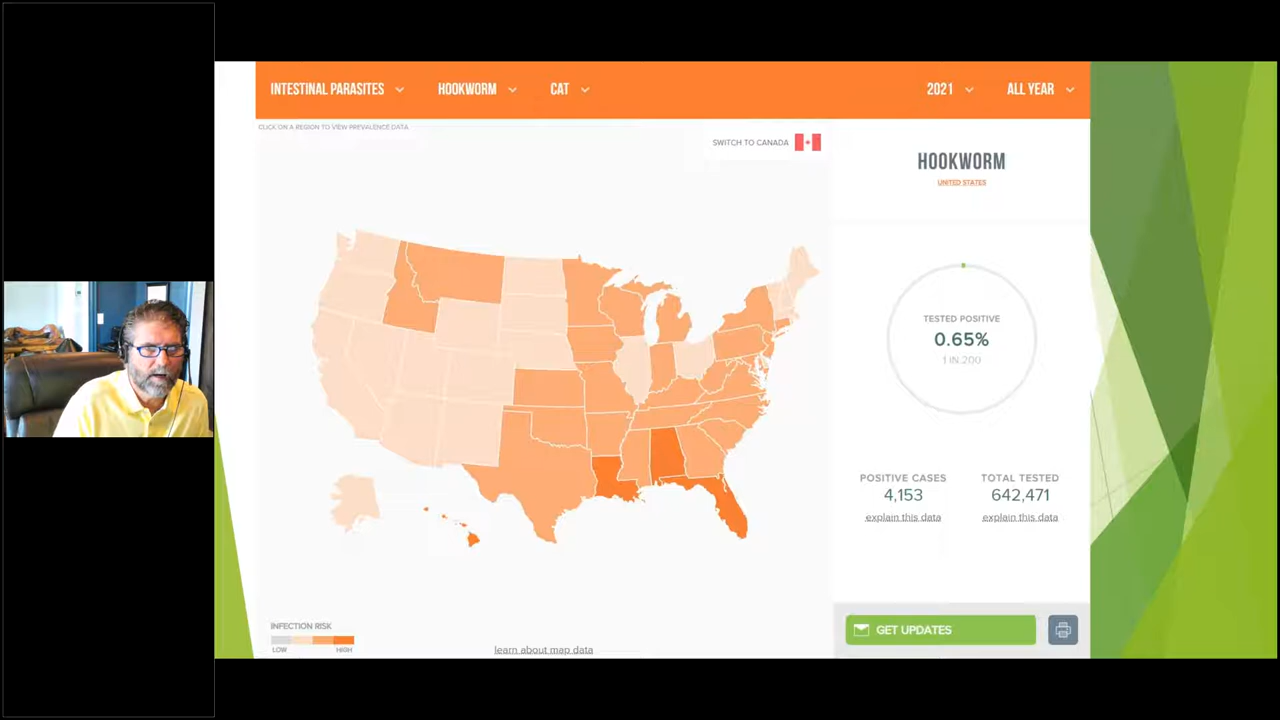 INTESTINAL PARASITES HOOKWORM CAT 2021 ALL YEAR
CLICK ON A REGION TO VIEW PREVALENCE DATA
SWITCH TO CANADA
HOOKWORM
UNITED STATES
TESTED POSITIVE
0.65%
1 IN 200
POSITIVE CASES TOTAL TESTED
4,153 642,471
explain this data explain this data
INFECTION RISK
LOW HIGH
learn about map data
GET UPDATES